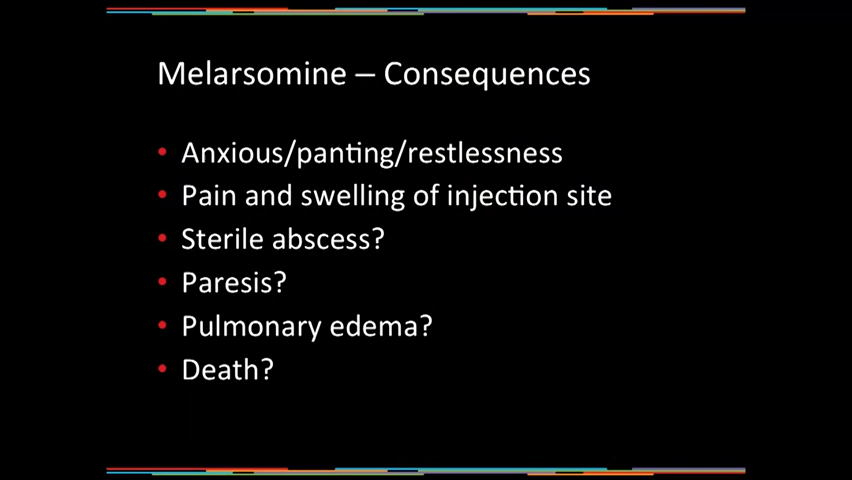 Melarsomine – Consequences
• Anxious/panting/restlessness
• Pain and swelling of injection site
• Sterile abscess?
• Paresis?
• Pulmonary edema?
• Death?